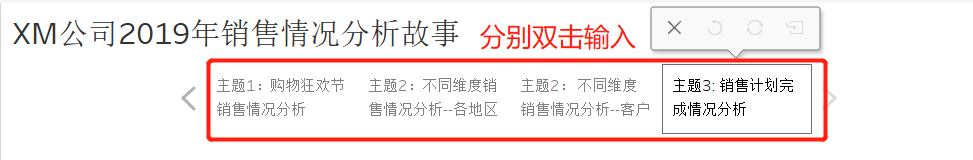 XM公司2019年销售情况分析故事
分别双击输入
主题1：购物狂欢节
销售情况分析
主题2：不同维度销
售情况分析--各地区
主题2：不同维度
销售情况分析--客户
主题3: 销售计划完
成情况分析